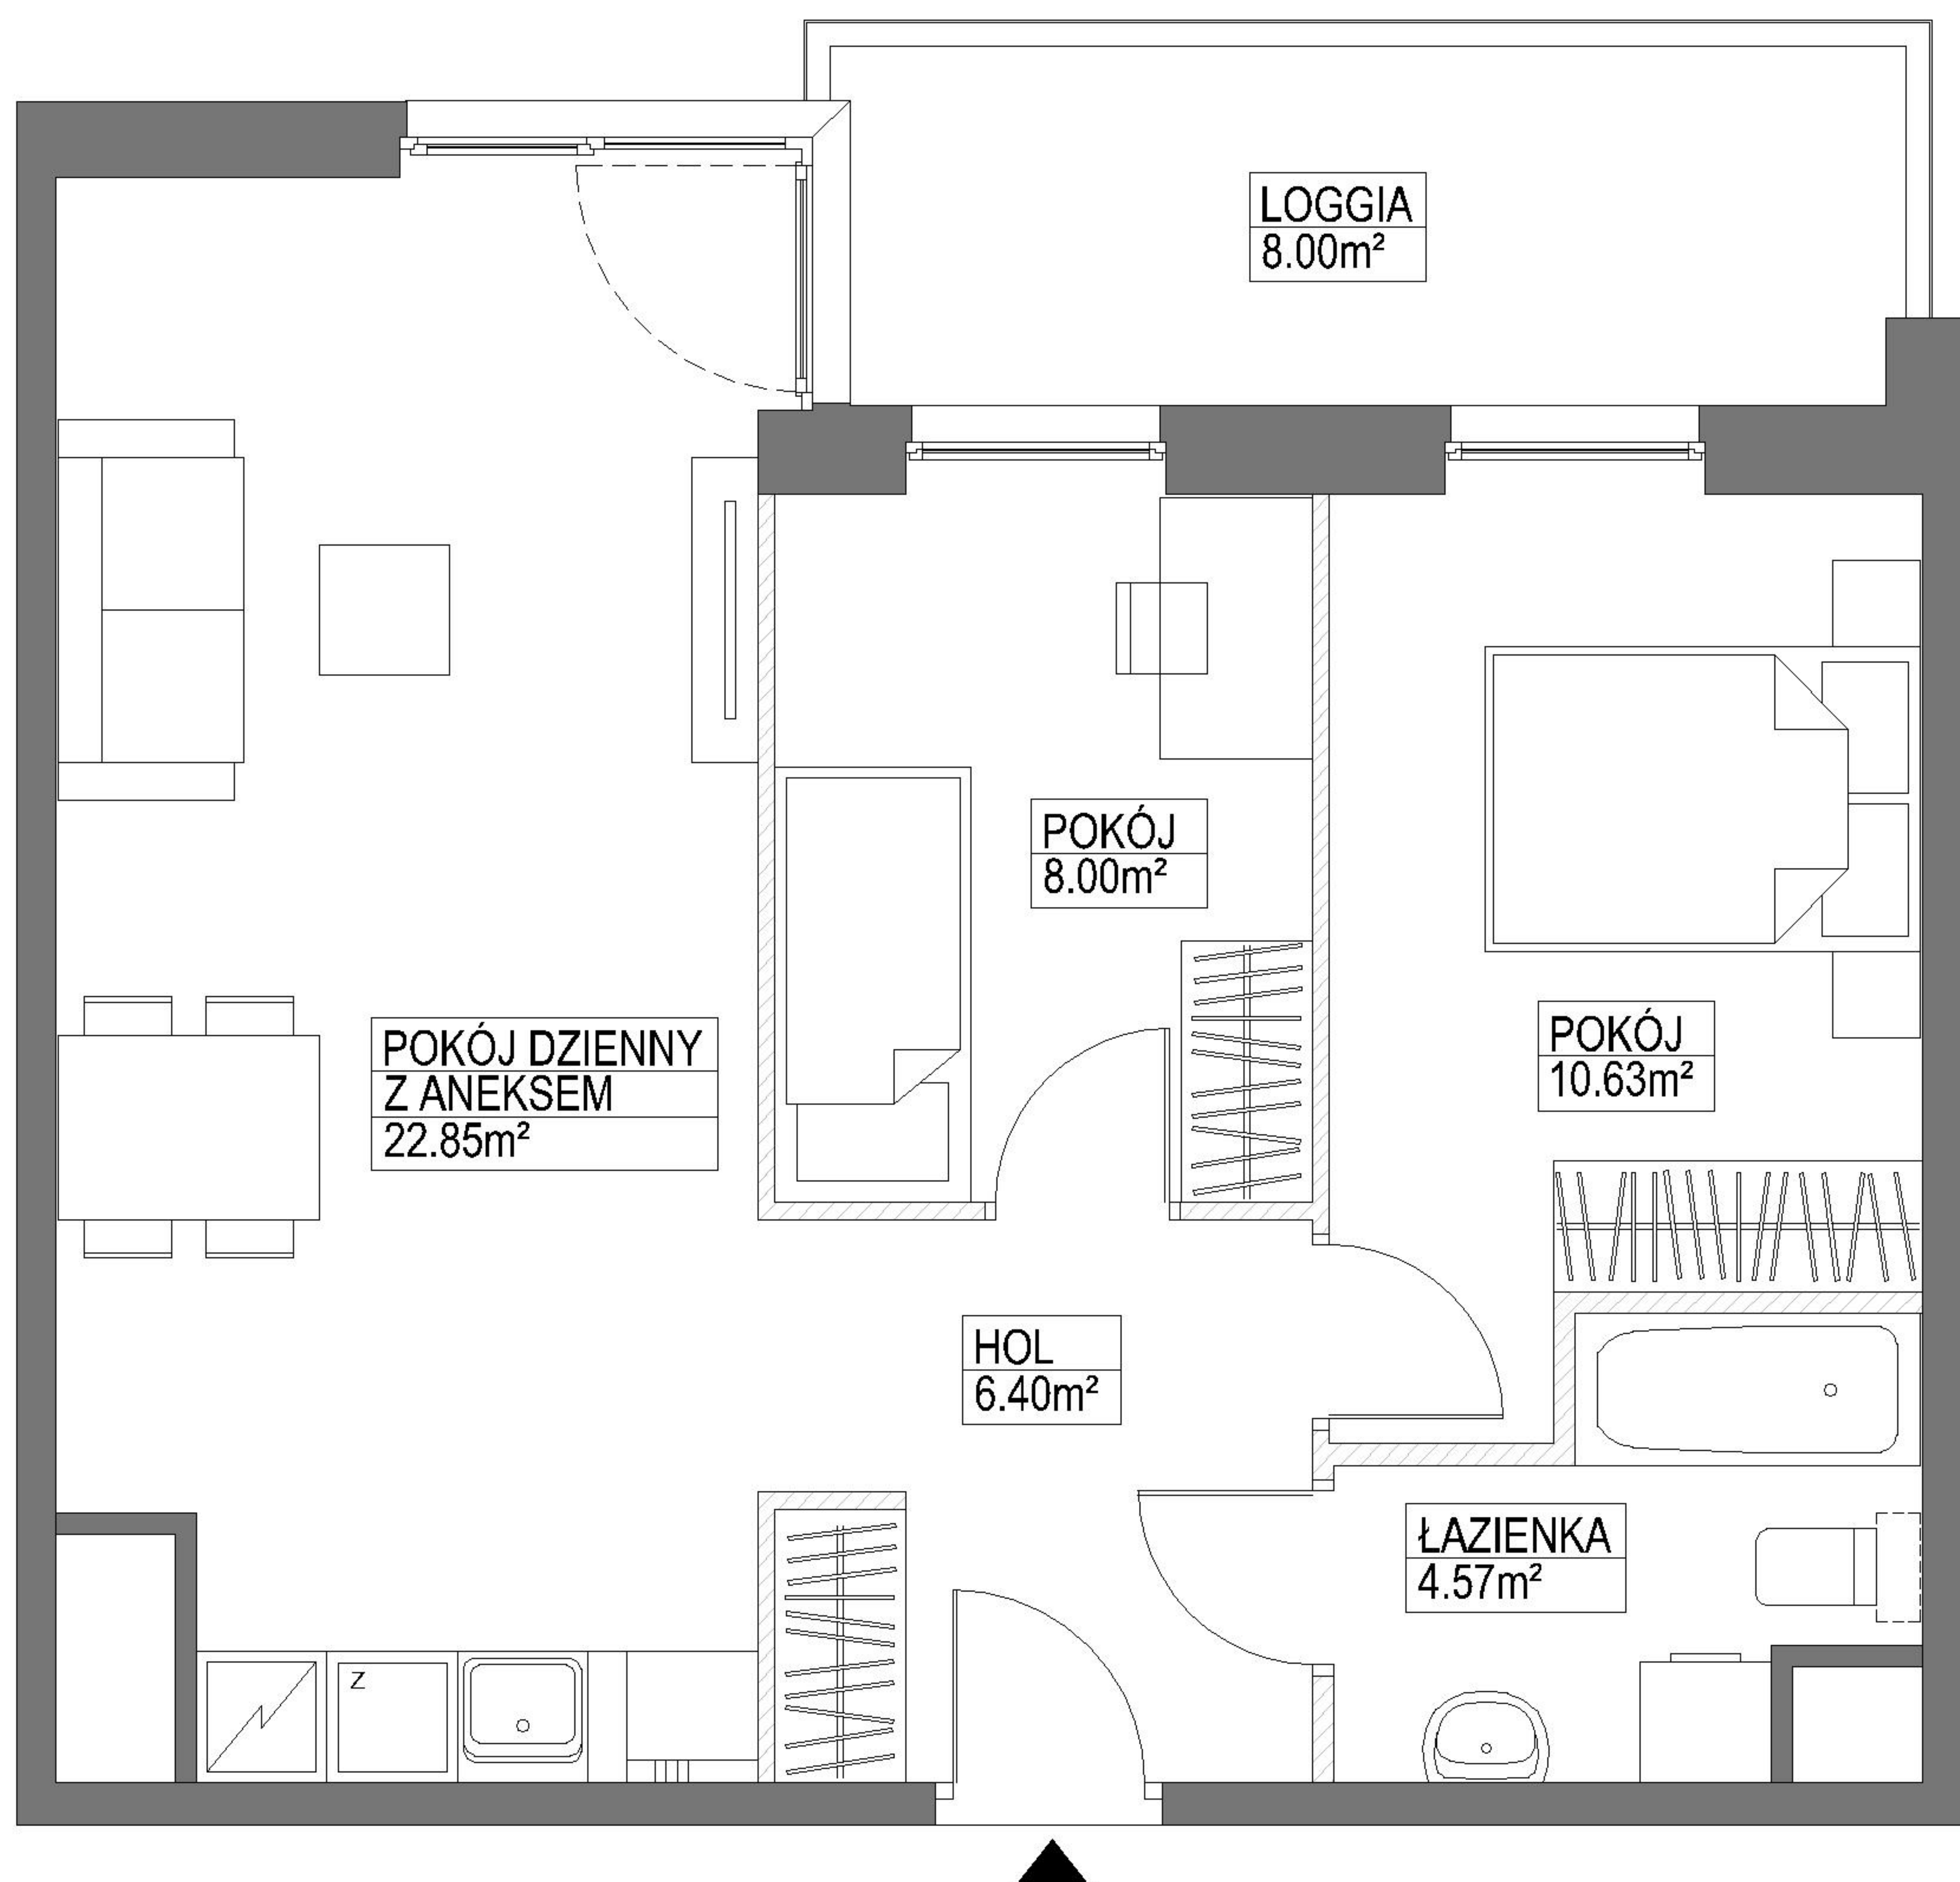 LOGGIA
8.00m²
POKÓJ
8.00m²
POKÓJ DZIENNY
Z ANEKSEM
22.85m²
POKÓJ
10.63m²
HOL
6.40m²
ŁAZIENKA
4.57m²
Z